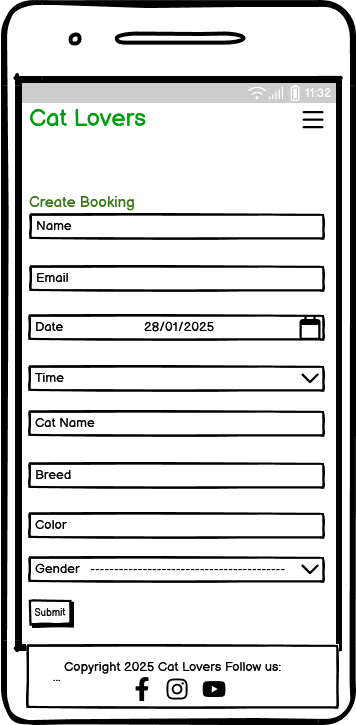 11:32
Cat Lovers
Create Booking
Name
Email
Date 28/01/2025
Time
Cat Name
Breed
Color
Gender ---------------------------------------
Submit
Copyright 2025 Cat Lovers Follow us:
...